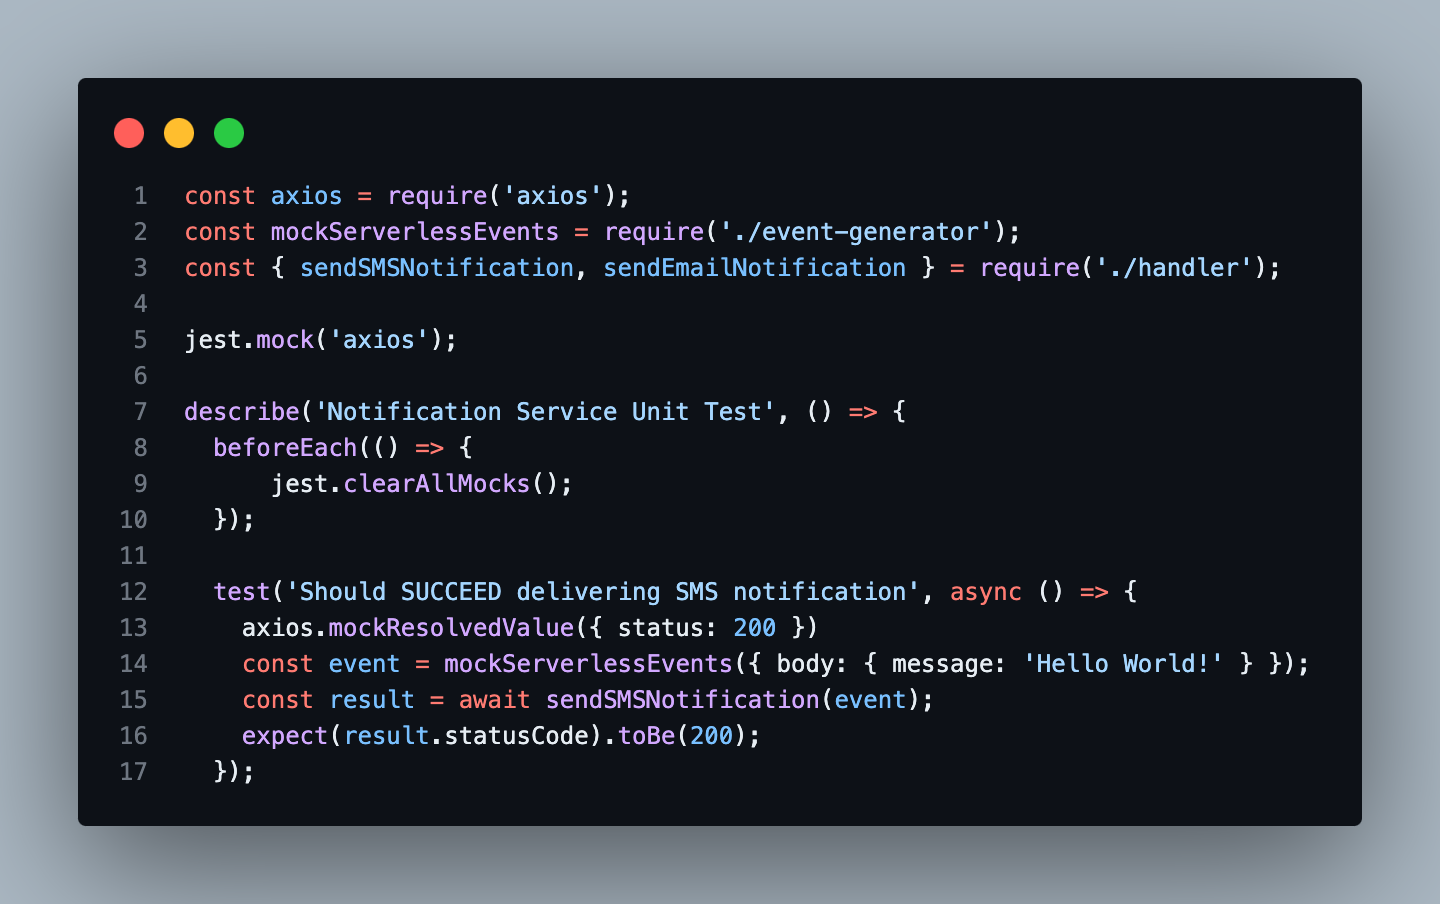 1 const axios = require('axios');
2 const mockServerlessEvents = require('./event-generator');
3 const { sendSMSNotification, sendEmailNotification } = require('./handler');
4
5 jest.mock('axios');
6
7 describe('Notification Service Unit Test', () => {
8   beforeEach(() => {
9       jest.clearAllMocks();
10   });
11
12   test('Should SUCCEED delivering SMS notification', async () => {
13     axios.mockResolvedValue({ status: 200 })
14     const event = mockServerlessEvents({ body: { message: 'Hello World!' } });
15     const result = await sendSMSNotification(event);
16     expect(result.statusCode).toBe(200);
17   });